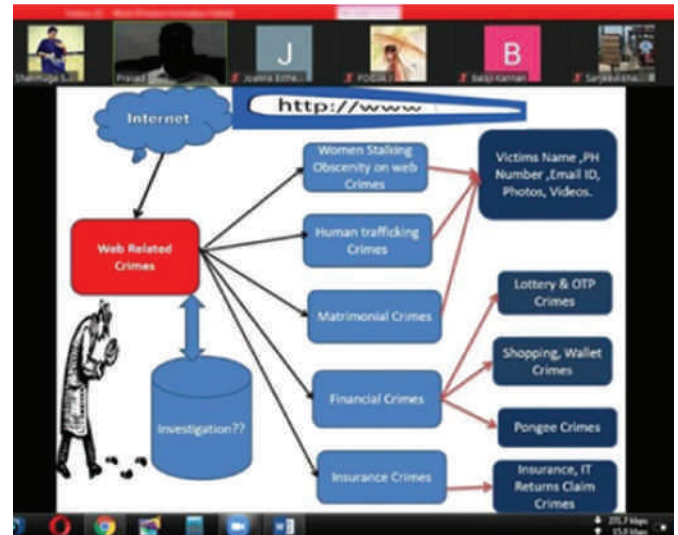 Prasad
J
B
Internet
http://www
Women Stalking
Obscenity on web
Crimes
Victims Name ,PH
Number ,Email ID,
Photos, Videos.
Web Related
Crimes
Human trafficking
Crimes
Lottery & OTP
Crimes
Matrimonial Crimes
Shopping, Wallet
Crimes
Financial Crimes
Investigation??
Pongee Crimes
Insurance Crimes
Insurance, IT
Returns Claim
Crimes